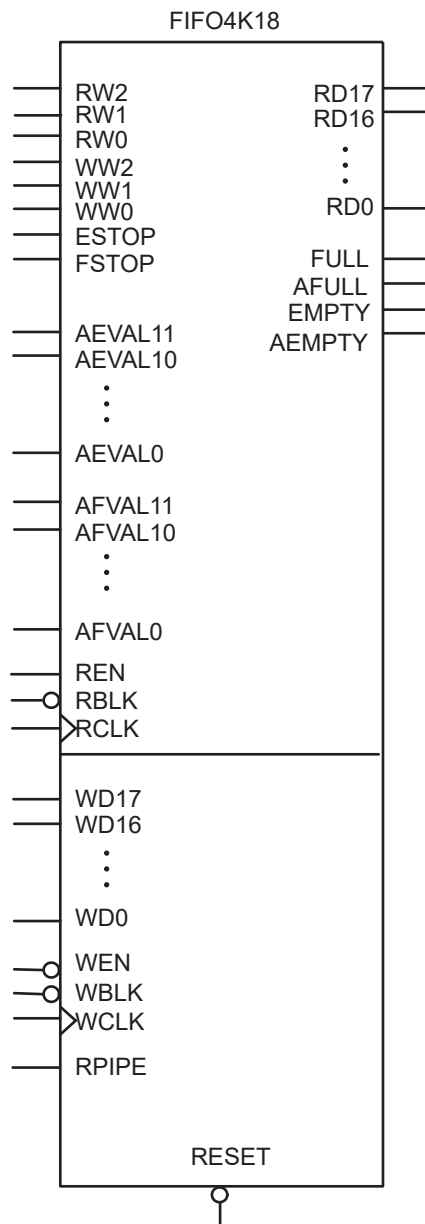 FIFO4K18
RW2
RW1
RW0
WW2
WW1
WW0
ESTOP
FSTOP
AEVAL11
AEVAL10
AEVAL0
AFVAL11
AFVAL10
AFVAL0
REN
RBLK
RCLK
RD17
RD16
RD0
FULL
AFULL
EMPTY
AEMPTY
WD17
WD16
WD0
WEN
WBLK
WCLK
RPIPE
RESET